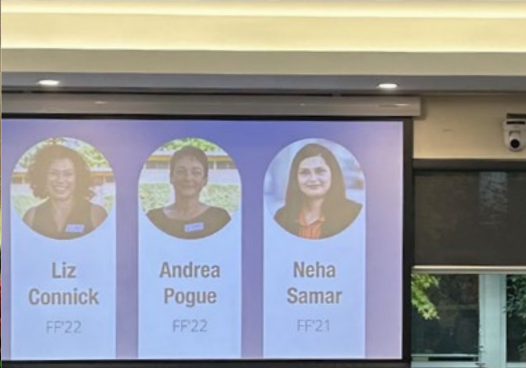 Liz
Connick
FF'22
Andrea
Pogue
FF'22
Neha
Samar
FF'21